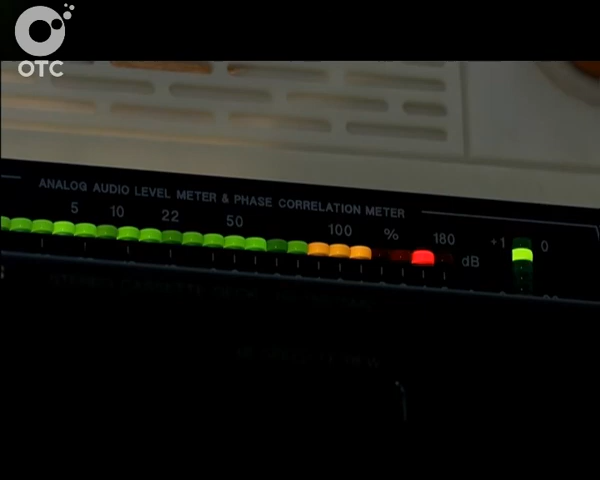 OTC
ANALOG AUDIO LEVEL METER & PHASE CORRELATION METER
5 10 22 50 100 % 180 +1 0
dB